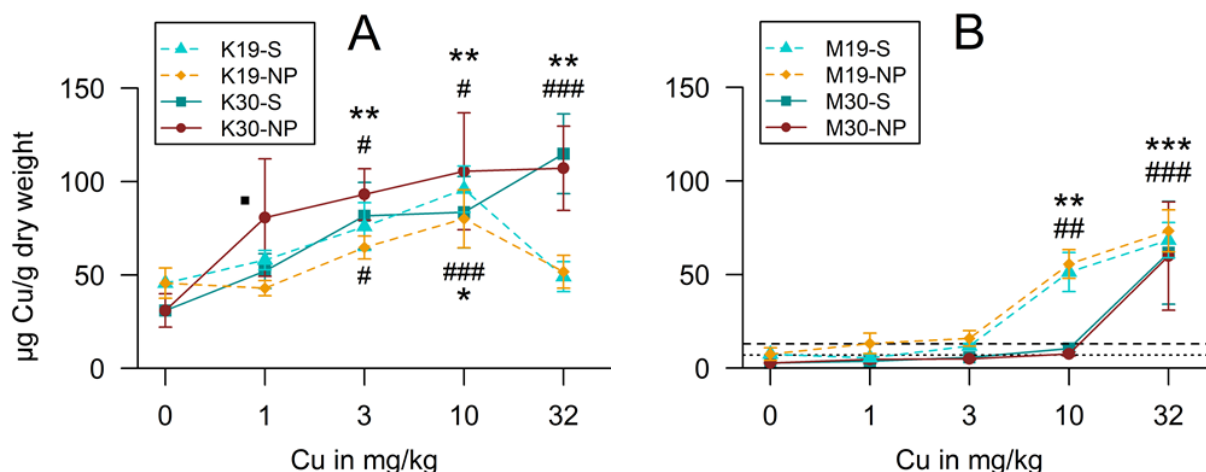 A
K19-S
K19-NP
K30-S
K30-NP
**
#
**
#
**
###
#
###
*
150
100
50
0
µg Cu/g dry weight
0 1 3 10 32
Cu in mg/kg
B
M19-S
M19-NP
M30-S
M30-NP
**
##
***
###
150
100
50
0
0 1 3 10 32
Cu in mg/kg